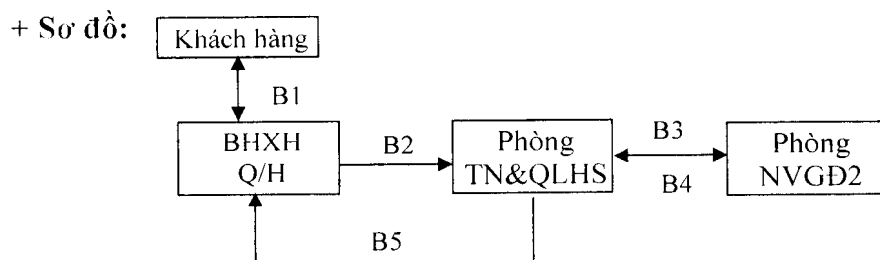 + Sơ đồ:
Khách hàng
B1
BHXH
Q/H
B2
Phòng
TN&QLHS
B3
B4
Phòng
NVGĐ2
B5